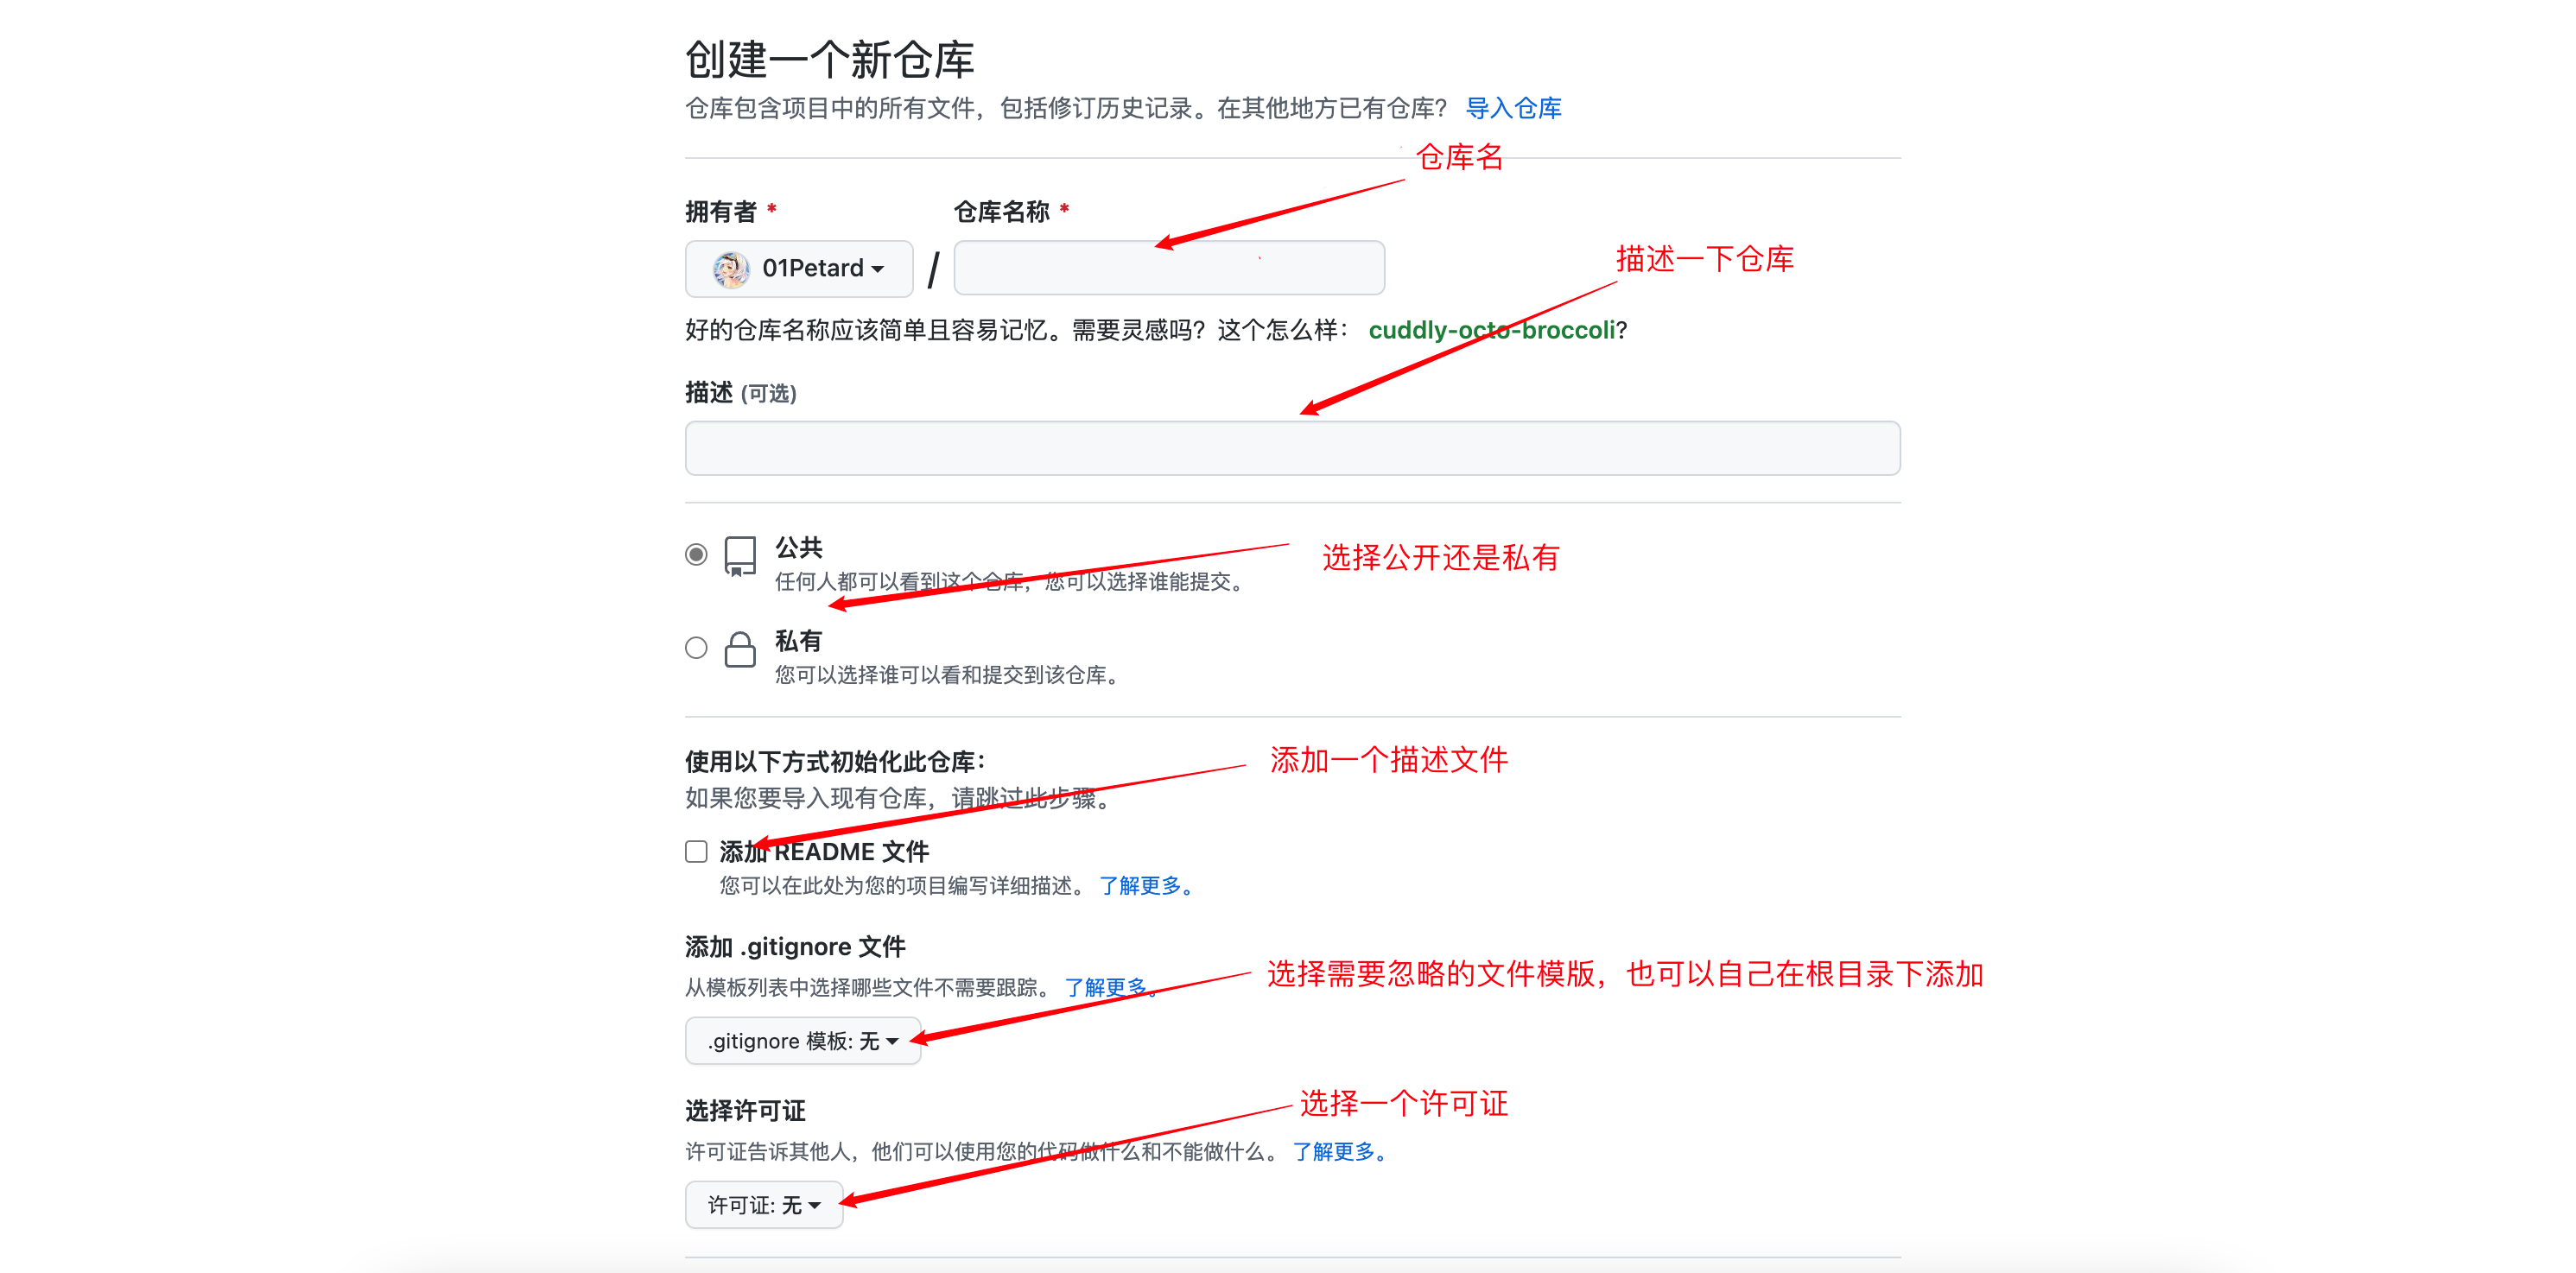 创建一个新仓库
仓库包含项目中的所有文件，包括修订历史记录。在其他地方已有仓库？ 导入仓库
仓库名
拥有者 *
仓库名称 *
01Petard
/
描述一下仓库
好的仓库名称应该简单且容易记忆。需要灵感吗？这个怎么样： cuddly-octo-broccoli?
描述 (可选)
公共
选择公开还是私有
任何人都可以看到这个仓库，您可以选择谁能提交。
私有
您可以选择谁可以看和提交到该仓库。
使用以下方式初始化此仓库：
添加一个描述文件
如果您要导入现有仓库，请跳过此步骤。
添加 README 文件
您可以在此处为您的项目编写详细描述。 了解更多。
添加 .gitignore 文件
选择需要忽略的文件模版，也可以自己在根目录下添加
从模板列表中选择哪些文件不需要跟踪。 了解更多。
.gitignore 模板: 无
选择许可证
选择一个许可证
许可证告诉其他人，他们可以使用您的代码做什么和不能做什么。 了解更多。
许可证: 无